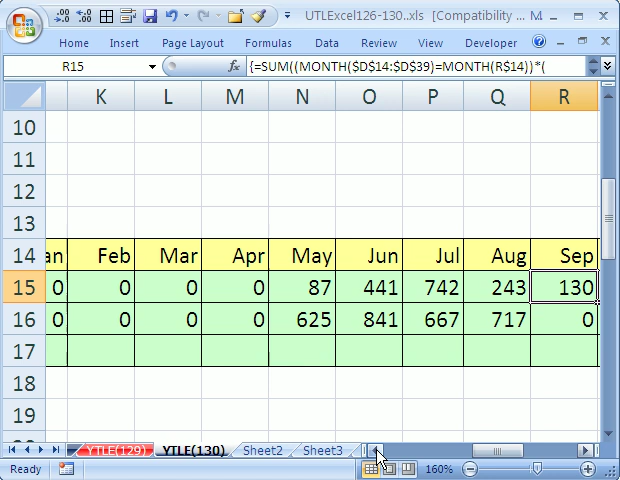 UTLExcel126-130..xls [Compatibility ... M
Home Insert Page Layout Formulas Data Review View Developer
R15 fx {=SUM((MONTH($D$14:$D$39)=MONTH(R$14))*(
K L M N O P Q R
10
11
12
13
14 an Feb Mar Apr May Jun Jul Aug Sep
15 0 0 0 0 87 441 742 243 130
16 0 0 0 0 625 841 667 717 0
17
18
19
YTLE(129) YTLE(130) Sheet2 Sheet3
Ready 160%